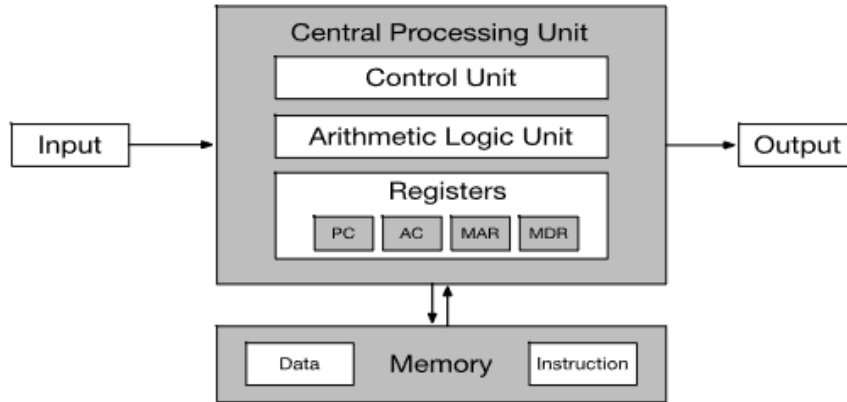 Central Processing Unit
Control Unit
Input
Arithmetic Logic Unit
Output
Registers
PC AC MAR MDR
Data Memory Instruction